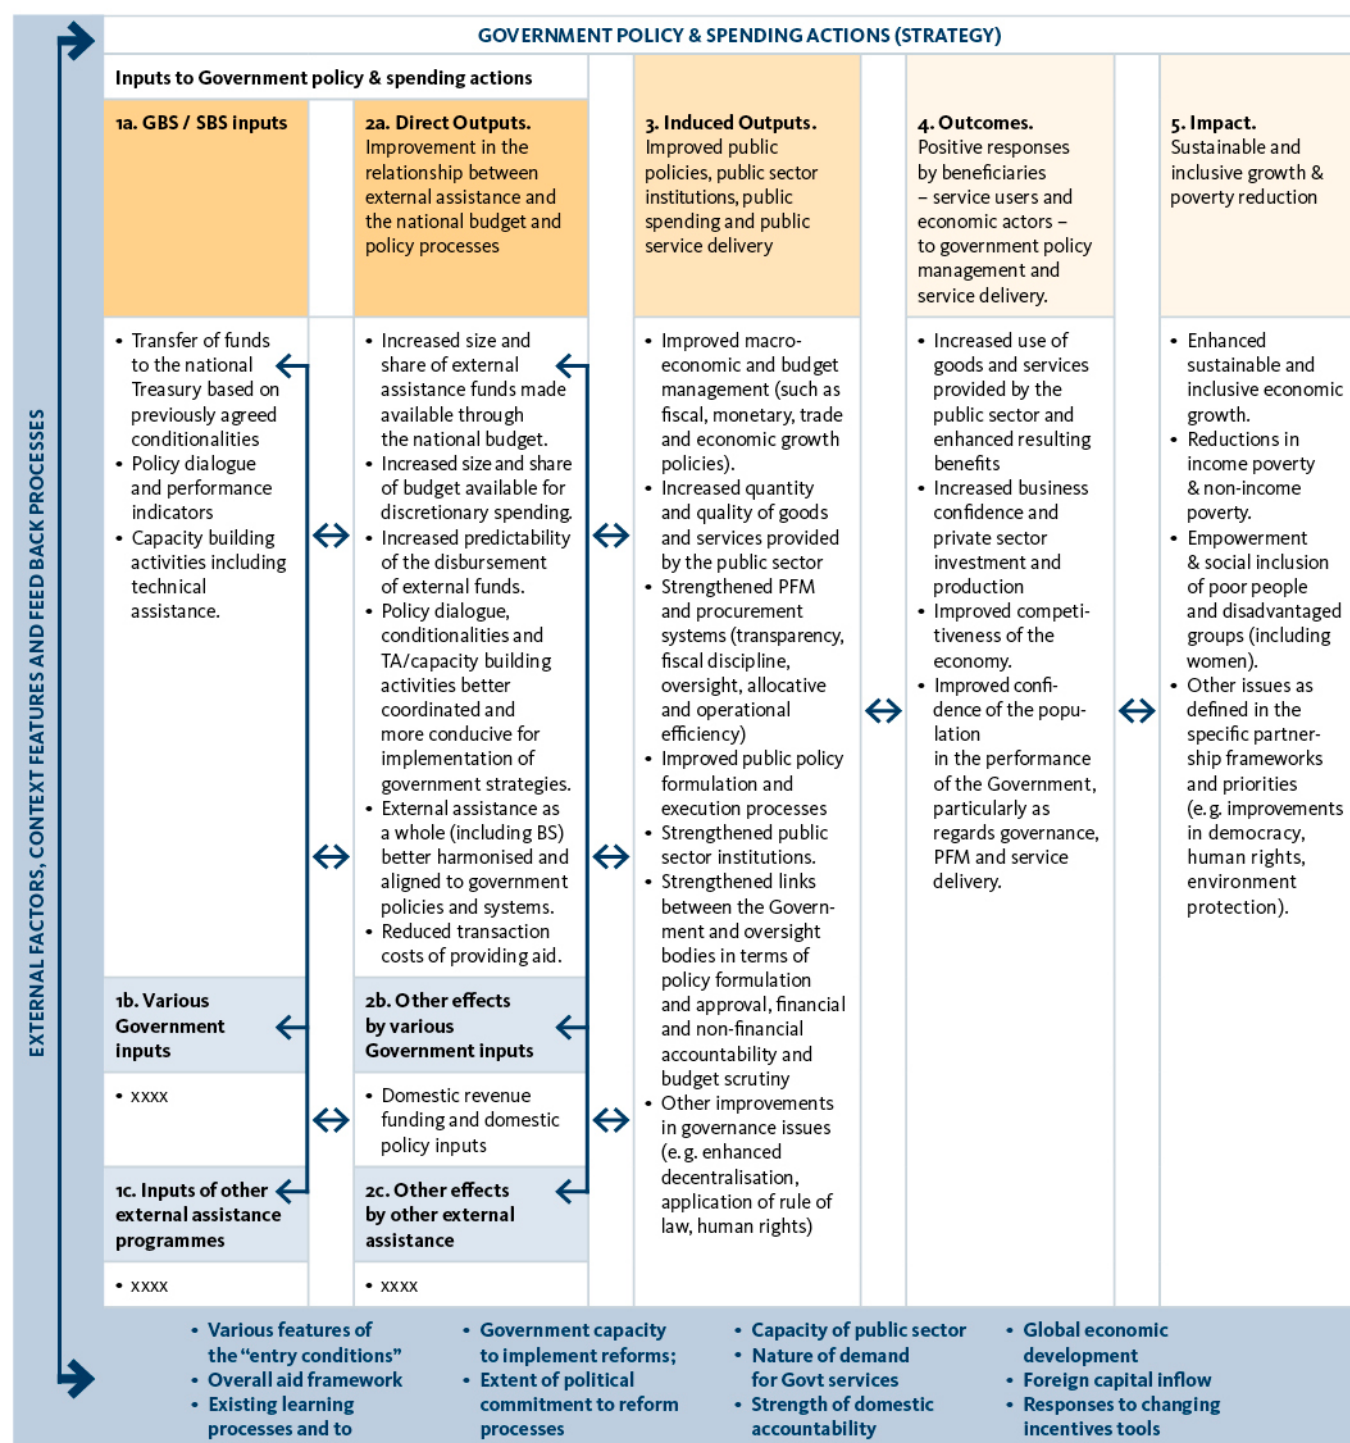 GOVERNMENT POLICY & SPENDING ACTIONS (STRATEGY)
EXTERNAL FACTORS, CONTEXT FEATURES AND FEED BACK PROCESSES
Inputs to Government policy & spending actions
1a. GBS / SBS inputs
• Transfer of funds
to the national
Treasury based on
previously agreed
conditionalities
• Policy dialogue
and performance
indicators
• Capacity building
activities including
technical
assistance.
1b. Various
Government
inputs
• xxxx
1c. Inputs of other
external assistance
programmes
• xxxx
2a. Direct Outputs.
Improvement in the
relationship between
external assistance and
the national budget and
policy processes
• Increased size and
share of external
assistance funds made
available through
the national budget.
• Increased size and share
of budget available for
discretionary spending.
• Increased predictability
of the disbursement
of external funds.
• Policy dialogue,
conditionalities and
TA/capacity building
activities better
coordinated and
more conducive for
implementation of
government strategies.
• External assistance as
a whole (including BS)
better harmonised and
aligned to government
policies and systems.
• Reduced transaction
costs of providing aid.
2b. Other effects
by various
Government inputs
• Domestic revenue
funding and domestic
policy inputs
2c. Other effects
by other external
assistance
• xxxx
3. Induced Outputs.
Improved public
policies, public sector
institutions, public
spending and public
service delivery
• Improved macro-
economic and budget
management (such as
fiscal, monetary, trade
and economic growth
policies).
• Increased quantity
and quality of goods
and services provided
by the public sector
• Strengthened PFM
and procurement
systems (transparency,
fiscal discipline,
oversight, allocative
and operational
efficiency)
• Improved public policy
formulation and
execution processes
• Strengthened public
sector institutions.
• Strengthened links
between the Govern-
ment and oversight
bodies in terms of
policy formulation
and approval, financial
and non-financial
accountability and
budget scrutiny
• Other improvements
in governance issues
(e. g. enhanced
decentralisation,
application of rule of
law, human rights)
4. Outcomes.
Positive responses
by beneficiaries
– service users and
economic actors –
to government policy
management and
service delivery.
• Increased use of
goods and services
provided by the
public sector and
enhanced resulting
benefits
• Increased business
confidence and
private sector
investment and
production
• Improved competi-
tiveness of the
economy.
• Improved confi-
dence of the popu-
lation
in the performance
of the Government,
particularly as
regards governance,
PFM and service
delivery.
5. Impact.
Sustainable and
inclusive growth &
poverty reduction
• Enhanced
sustainable and
inclusive economic
growth.
• Reductions in
income poverty
& non-income
poverty.
• Empowerment
& social inclusion
of poor people
and disadvantaged
groups (including
women).
• Other issues as
defined in the
specific partner-
ship frameworks
and priorities
(e. g. improvements
in democracy,
human rights,
environment
protection).
• Various features of
the “entry conditions”
• Overall aid framework
• Existing learning
processes and to
• Government capacity
to implement reforms;
• Extent of political
commitment to reform
processes
• Capacity of public sector
• Nature of demand
for Govt services
• Strength of domestic
accountability
• Global economic
development
• Foreign capital inflow
• Responses to changing
incentives tools